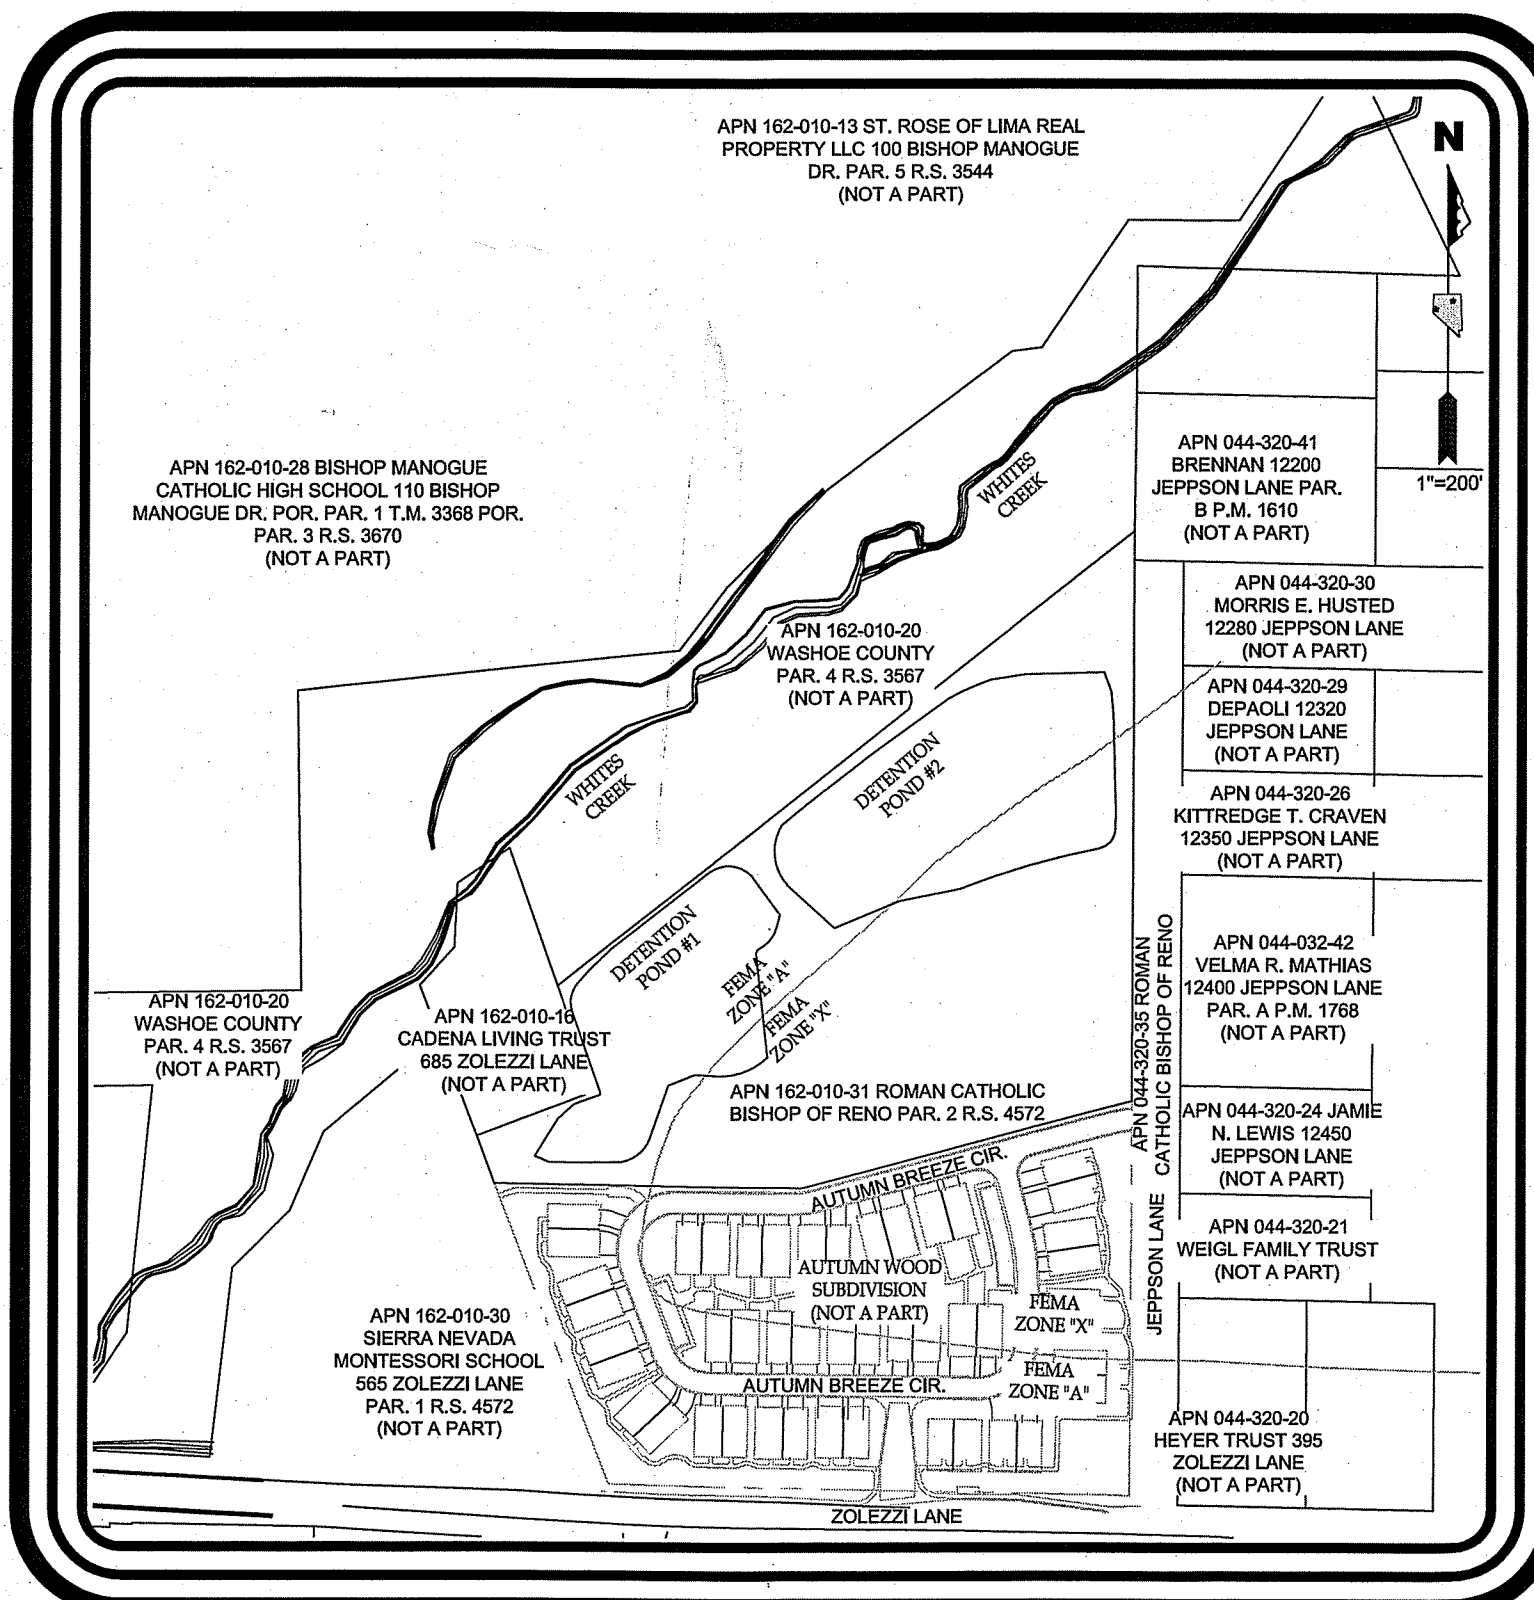 APN 162-010-13 ST. ROSE OF LIMA REAL
PROPERTY LLC 100 BISHOP MANOGUE
DR. PAR. 5 R.S. 3544
(NOT A PART)
N
1"=200'
APN 162-010-28 BISHOP MANOGUE
CATHOLIC HIGH SCHOOL 110 BISHOP
MANOGUE DR. POR. PAR. 1 T.M. 3368 POR.
PAR. 3 R.S. 3670
(NOT A PART)
WHITES
CREEK
APN 044-320-41
BRENNAN 12200
JEPPSON LANE PAR.
B P.M. 1610
(NOT A PART)
APN 044-320-30
MORRIS E. HUSTED
12280 JEPPSON LANE
(NOT A PART)
APN 162-010-20
WASHOE COUNTY
PAR. 4 R.S. 3567
(NOT A PART)
APN 044-320-29
DEPAOLI 12320
JEPPSON LANE
(NOT A PART)
WHITES
CREEK
DETENTION
POND #2
APN 044-320-26
KITTREDGE T. CRAVEN
12350 JEPPSON LANE
(NOT A PART)
DETENTION
POND #1
FEMA
ZONE "A"
FEMA
ZONE "X"
APN 044-320-35 ROMAN
CATHOLIC BISHOP OF RENO
APN 044-032-42
VELMA R. MATHIAS
12400 JEPPSON LANE
PAR. A P.M. 1768
(NOT A PART)
APN 162-010-20
WASHOE COUNTY
PAR. 4 R.S. 3567
(NOT A PART)
APN 162-010-16
CADENA LIVING TRUST
685 ZOLEZZI LANE
(NOT A PART)
APN 162-010-31 ROMAN CATHOLIC
BISHOP OF RENO PAR. 2 R.S. 4572
APN 044-320-24 JAMIE
N. LEWIS 12450
JEPPSON LANE
(NOT A PART)
AUTUMN BREEZE CIR.
JEPPSON LANE
APN 044-320-21
WEIGL FAMILY TRUST
(NOT A PART)
AUTUMN WOOD
SUBDIVISION
(NOT A PART)
FEMA
ZONE "X"
APN 162-010-30
SIERRA NEVADA
MONTESSORI SCHOOL
565 ZOLEZZI LANE
PAR. 1 R.S. 4572
(NOT A PART)
FEMA
ZONE "A"
AUTUMN BREEZE CIR.
APN 044-320-20
HEYER TRUST 395
ZOLEZZI LANE
(NOT A PART)
ZOLEZZI LANE